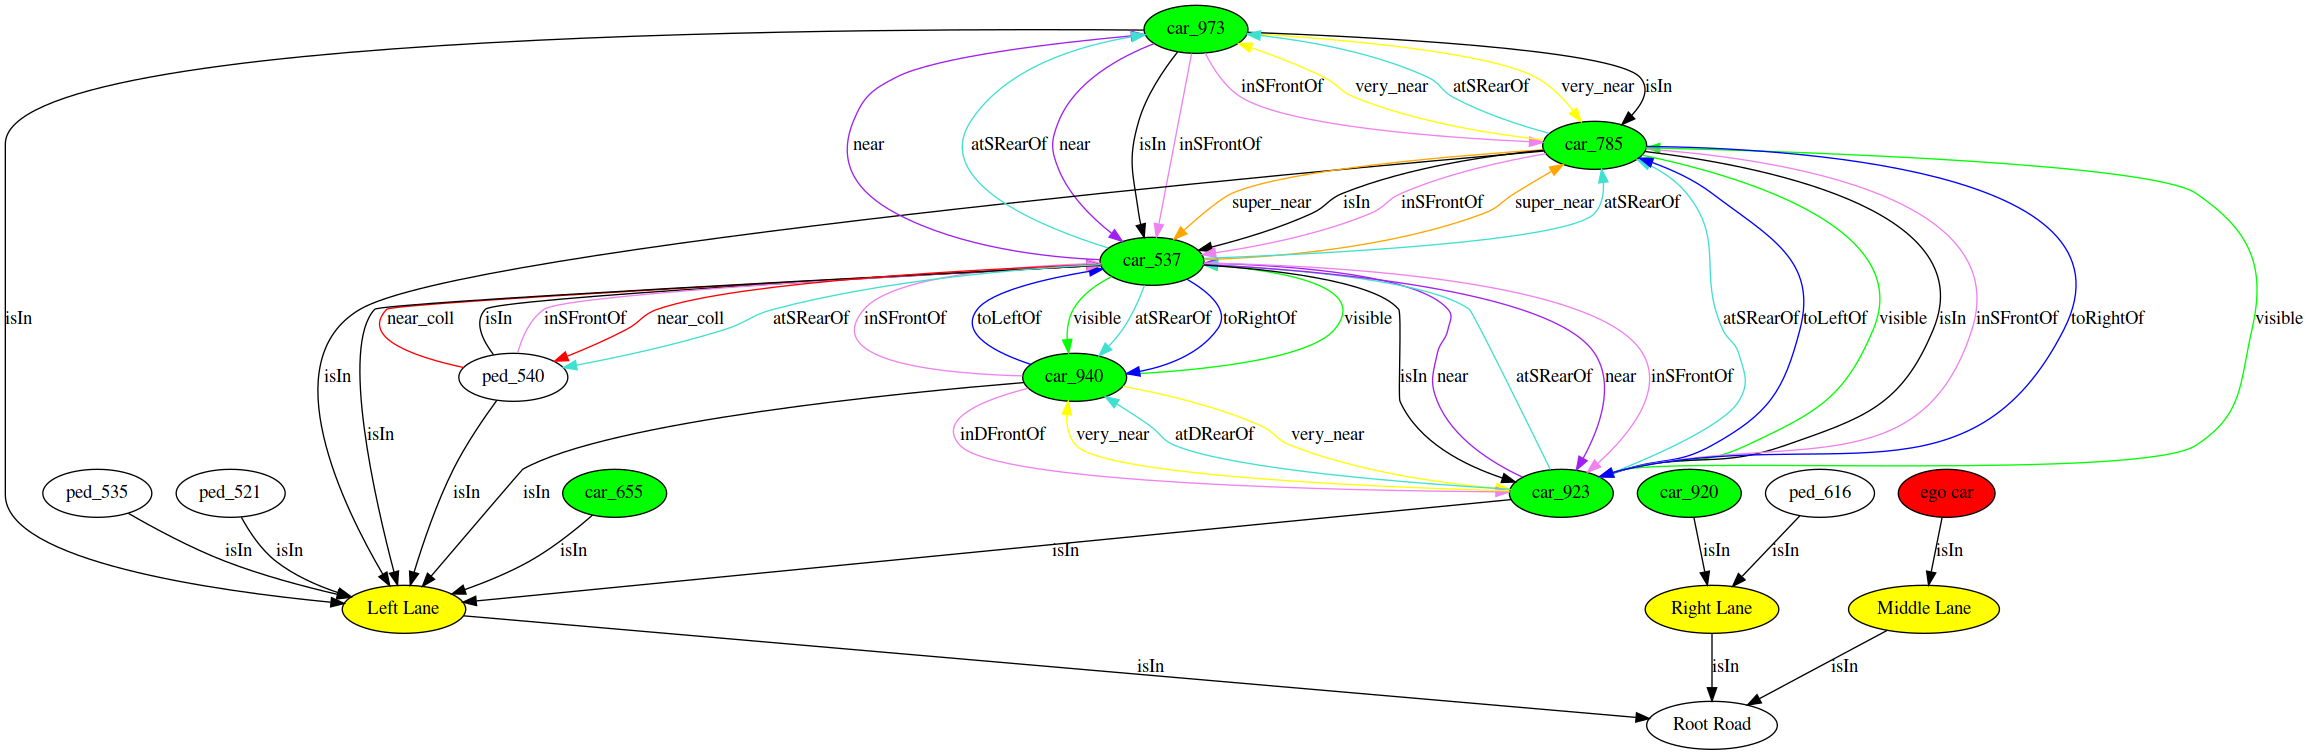 car_973
inSFrontOf very_near atSRearOf very_near isIn
near atSRearOf near isIn inSFrontOf car_785
super_near isIn inSFrontOf super_near atSRearOf
car_537
isIn near_coll isIn inSFrontOf near_coll atSRearOf inSFrontOf toLeftOf visible atSRearOf toRightOf visible atSRearOf toLeftOf visible isIn inSFrontOf toRightOf visible
isIn ped_540 car_940 isIn near atSRearOf near inSFrontOf
isIn inDFrontOf very_near atDRearOf very_near
ped_535 ped_521 isIn isIn car_655 car_923 car_920 ped_616 ego car
isIn isIn isIn isIn isIn isIn isIn
Left Lane Right Lane Middle Lane
isIn isIn isIn
Root Road